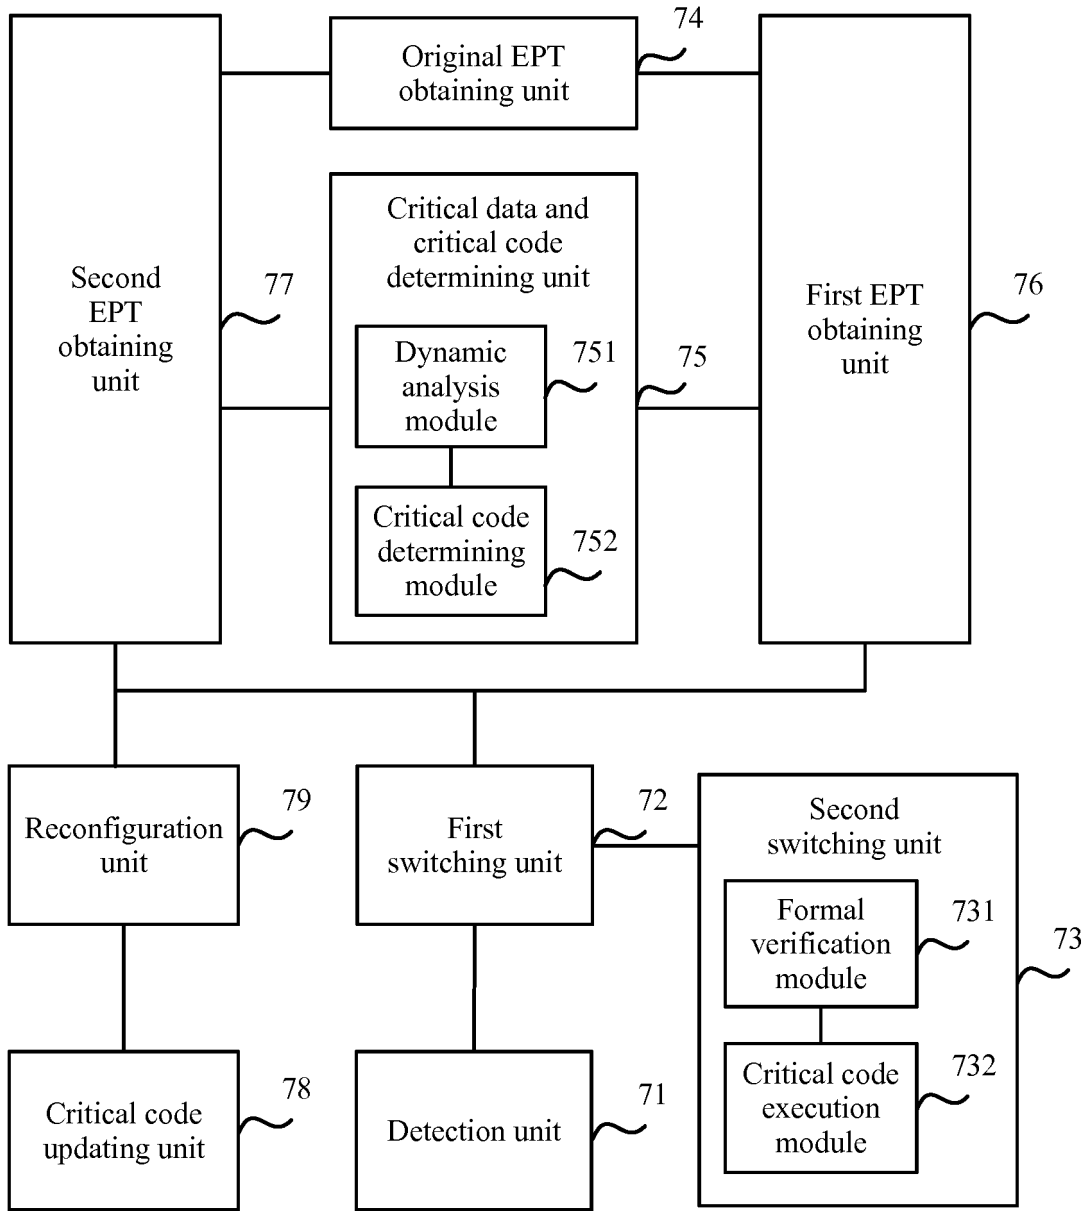 74
Original EPT
obtaining unit
Second
EPT
obtaining
unit
77
Critical data and
critical code
determining unit
Dynamic
analysis
module
751
75
Critical code
determining
module
752
First EPT
obtaining
unit
76
Reconfiguration
unit
79
First
switching unit
72
Second
switching unit
Formal
verification
module
731
73
Critical code
execution
module
732
Critical code
updating unit
78
Detection unit
71